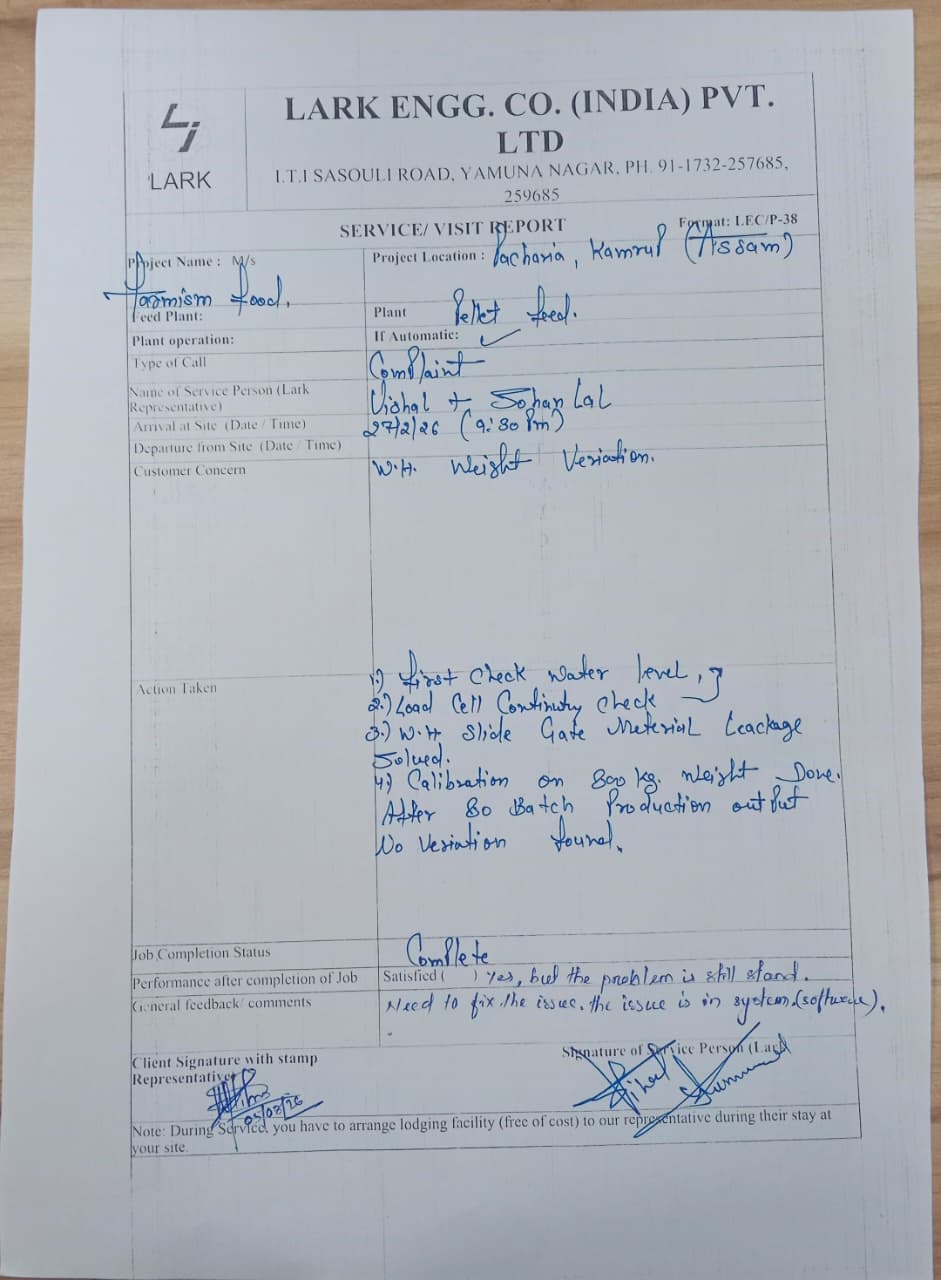 LARK
LARK ENGG. CO. (INDIA) PVT.
LTD
I.T.I SASOULI ROAD, YAMUNA NAGAR, PH. 91-1732-257685,
259685
SERVICE/ VISIT REPORT Format: LEC/P-38
Project Name : M/s
Project Location : Pacharia, Kamrup (Assam)
Food.
Feed Plant:
Plant Pellet feed.
Plant operation: If Automatic: ✓
Type of Call Complaint
Name of Service Person (Lark
Representative) Vishal + Sohan Lal
Arrival at Site (Date / Time) 27/2/26 (9:30 Pm)
Departure from Site (Date / Time)
Customer Concern W.H. Weight Veriation.
Action Taken 1.) First Check Water level,
2.) Load Cell Continuty Check
3.) W.H Slide Gate Meterial Leackage
Solved.
4) Calibration on 800 kg. Weight Done.
After 80 Batch Production output
No Veriation found.
Job Completion Status Complete
Performance after completion of Job Satisfied ( ) Yes, but the problem is still stand.
General feedback/ comments Need to fix the issue. the issue is in system.(software).
Client Signature with stamp Signature of Service Person (Lark
Representative)
Note: During Service, you have to arrange lodging facility (free of cost) to our representative during their stay at
your site.